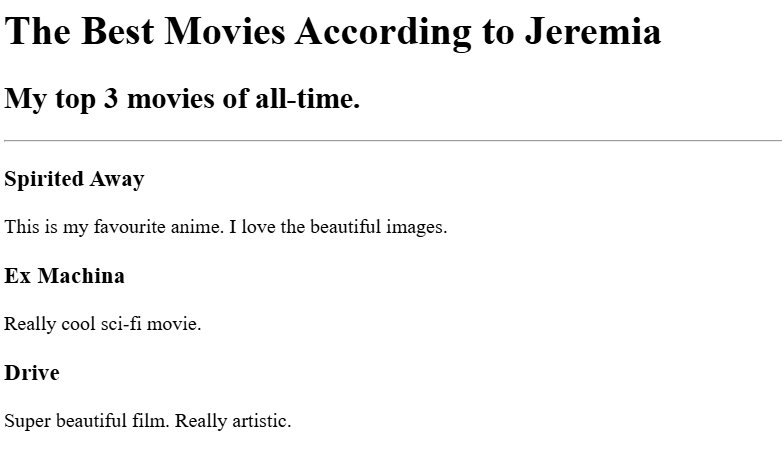 The Best Movies According to Jeremia
My top 3 movies of all-time.
Spirited Away
This is my favourite anime. I love the beautiful images.
Ex Machina
Really cool sci-fi movie.
Drive
Super beautiful film. Really artistic.